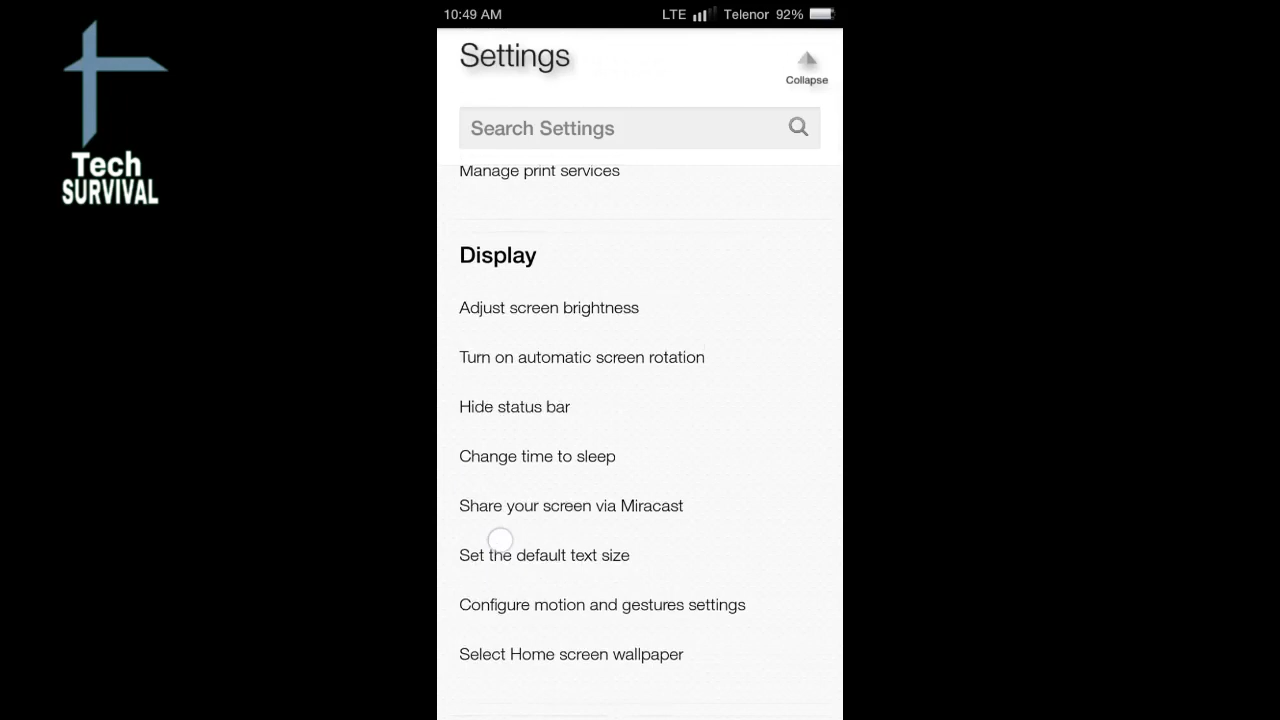 10:49 AM LTE Telenor 92%
Tech
SURVIVAL
Settings
Collapse
Search Settings
Manage print services
Display
Adjust screen brightness
Turn on automatic screen rotation
Hide status bar
Change time to sleep
Share your screen via Miracast
Set the default text size
Configure motion and gestures settings
Select Home screen wallpaper